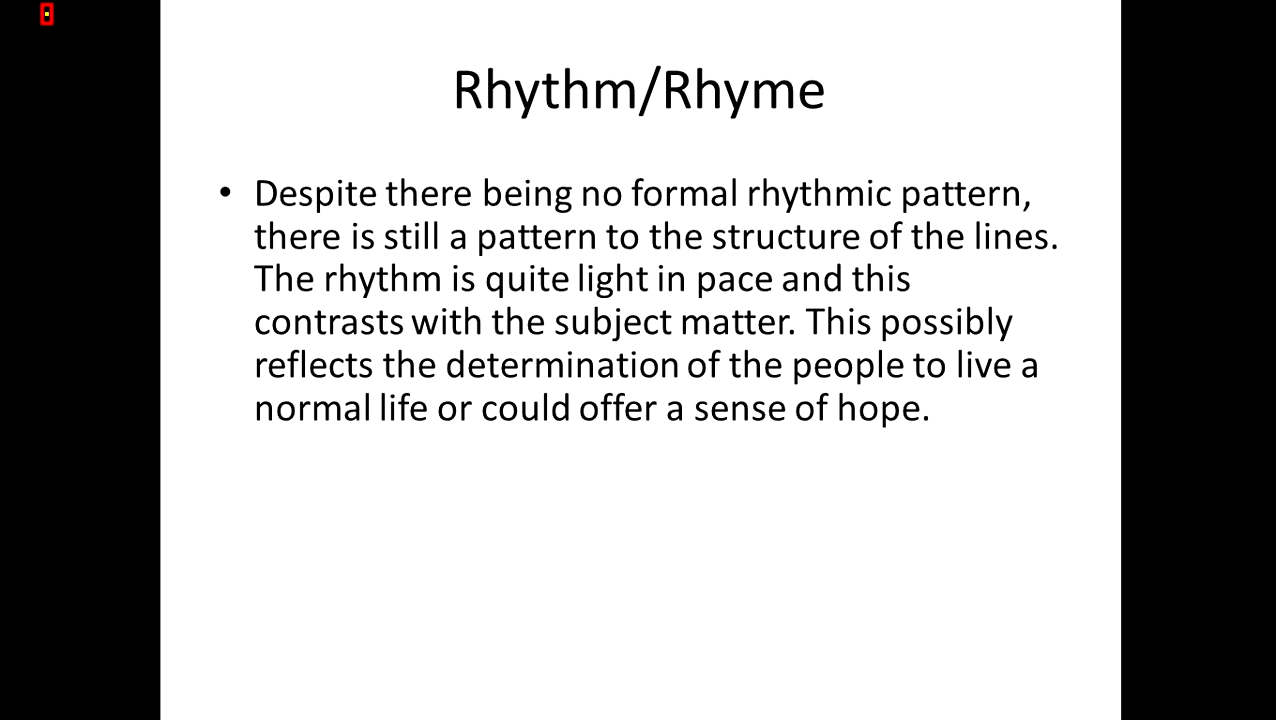 Rhythm/Rhyme
• Despite there being no formal rhythmic pattern,
there is still a pattern to the structure of the lines.
The rhythm is quite light in pace and this
contrasts with the subject matter. This possibly
reflects the determination of the people to live a
normal life or could offer a sense of hope.